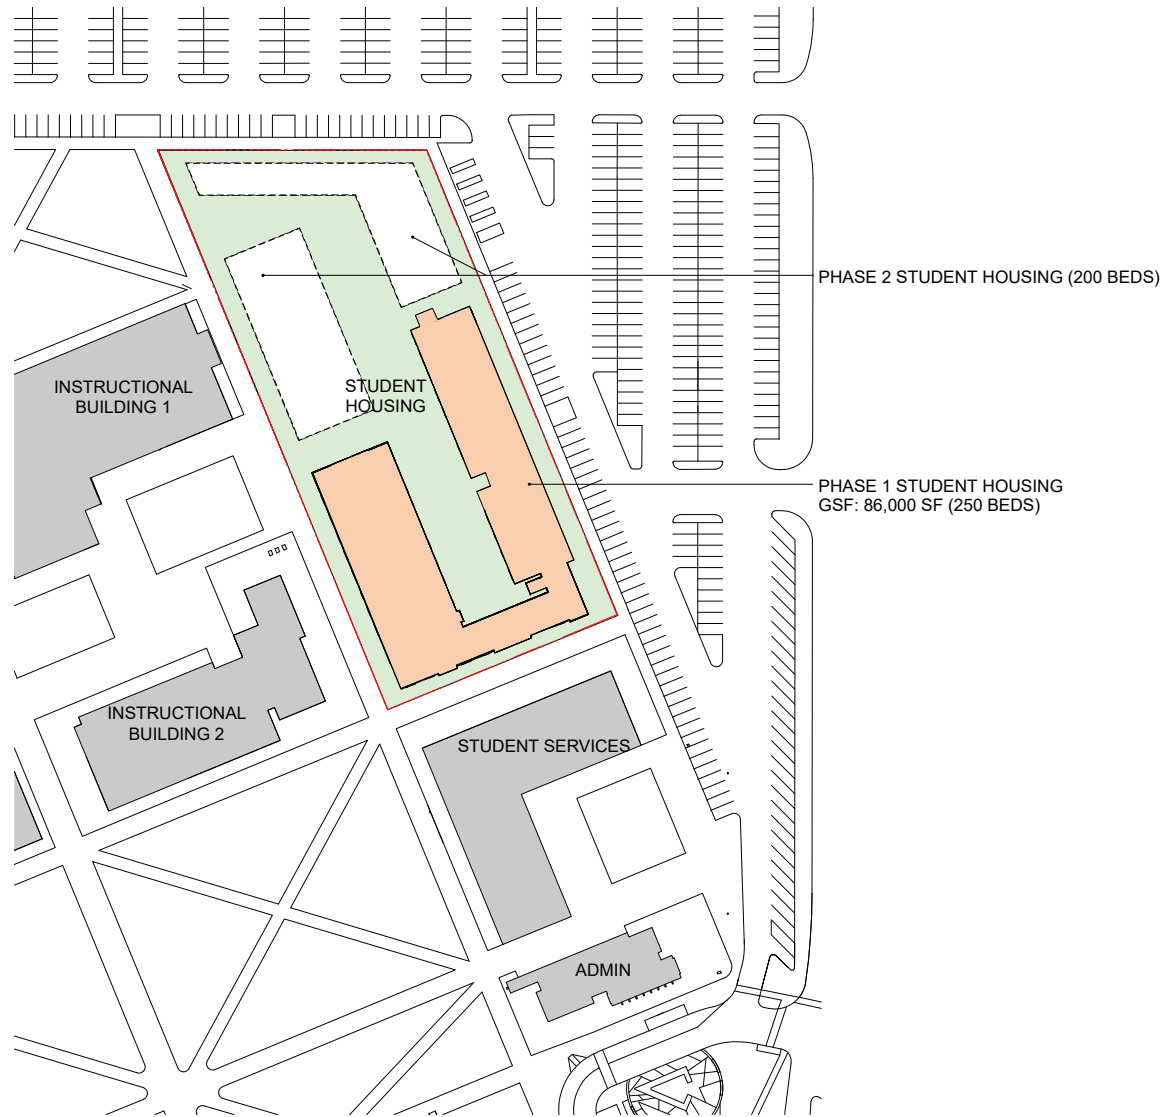 PHASE 2 STUDENT HOUSING (200 BEDS)
INSTRUCTIONAL
BUILDING 1
STUDENT
HOUSING
PHASE 1 STUDENT HOUSING
GSF: 86,000 SF (250 BEDS)
INSTRUCTIONAL
BUILDING 2
STUDENT SERVICES
ADMIN